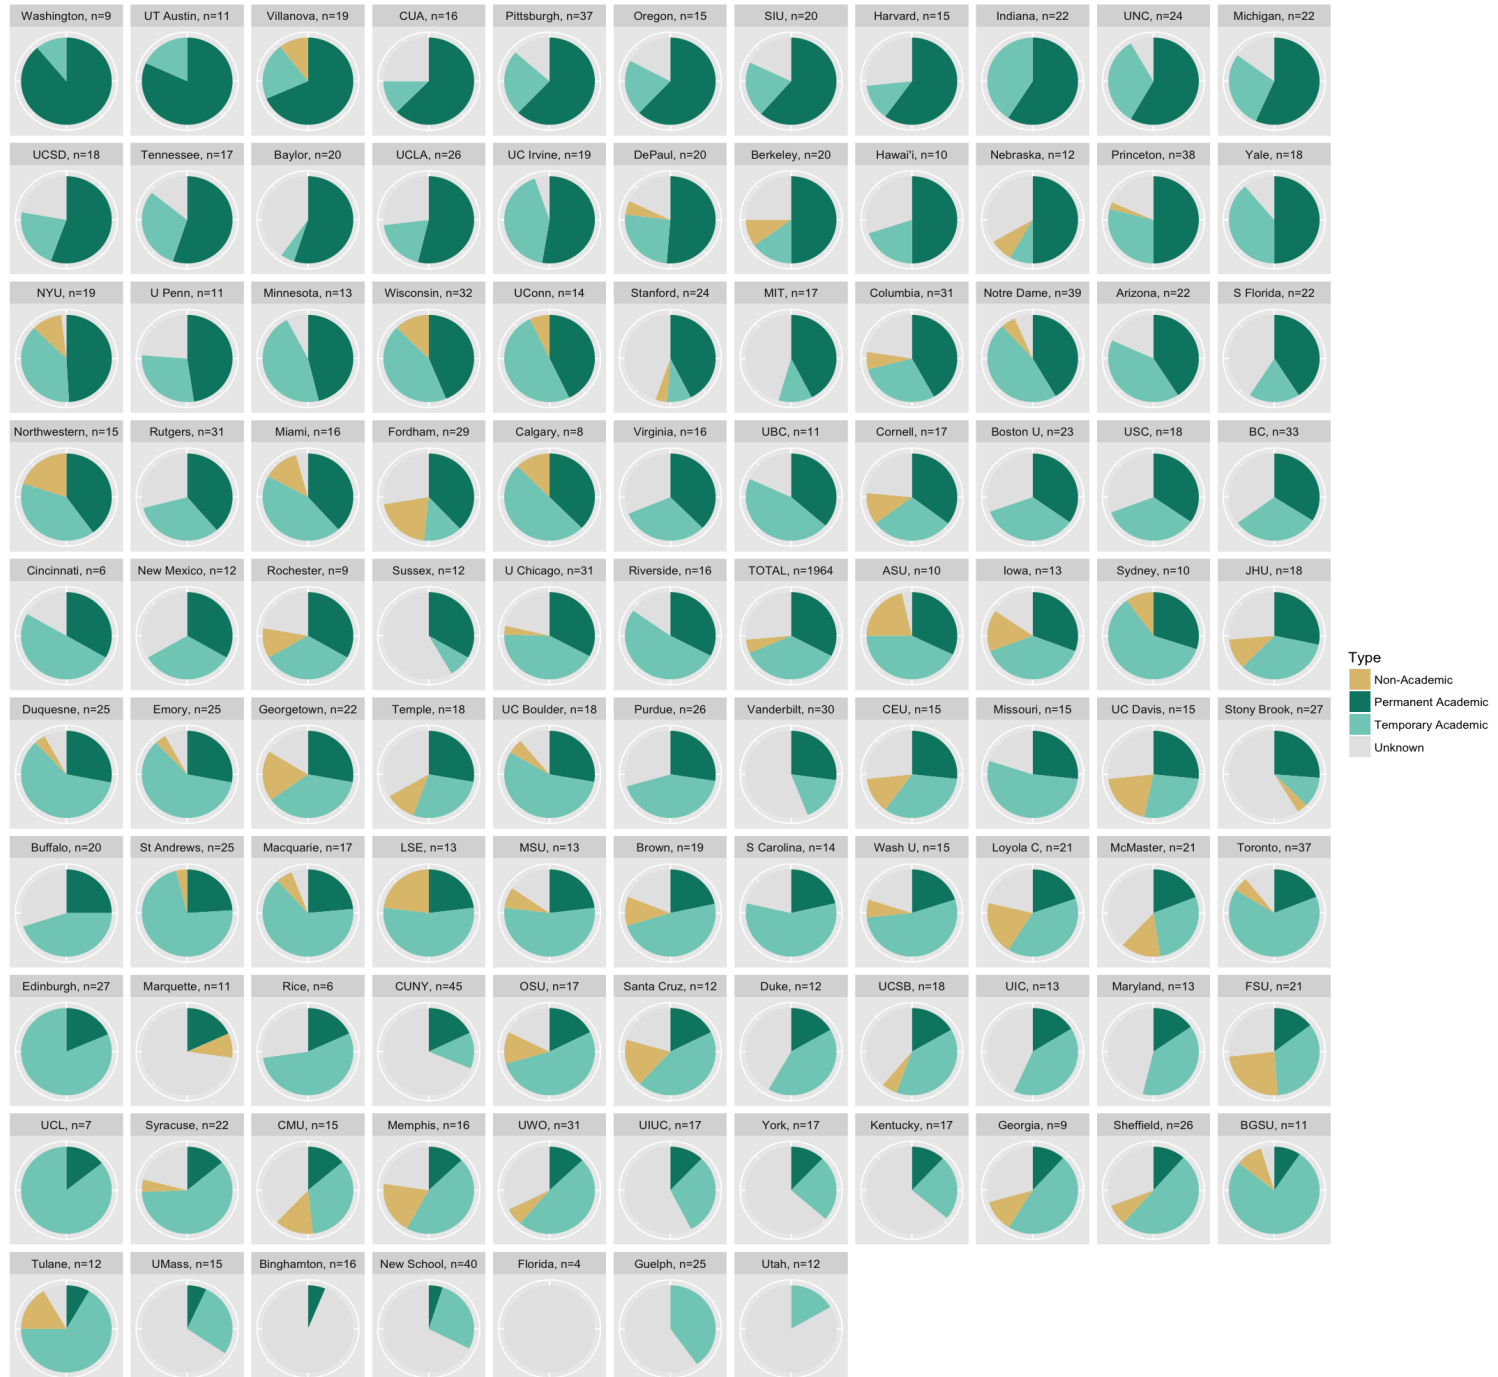 Washington, n=9
UT Austin, n=11
Villanova, n=19
CUA, n=16
Pittsburgh, n=37
Oregon, n=15
SIU, n=20
Harvard, n=15
Indiana, n=22
UNC, n=24
Michigan, n=22
UCSD, n=18
Tennessee, n=17
Baylor, n=20
UCLA, n=26
UC Irvine, n=19
DePaul, n=20
Berkeley, n=20
Hawai'i, n=10
Nebraska, n=12
Princeton, n=38
Yale, n=18
NYU, n=19
U Penn, n=11
Minnesota, n=13
Wisconsin, n=32
UConn, n=14
Stanford, n=24
MIT, n=17
Columbia, n=31
Notre Dame, n=39
Arizona, n=22
S Florida, n=22
Northwestern, n=15
Rutgers, n=31
Miami, n=16
Fordham, n=29
Calgary, n=8
Virginia, n=16
UBC, n=11
Cornell, n=17
Boston U, n=23
USC, n=18
BC, n=33
Cincinnati, n=6
New Mexico, n=12
Rochester, n=9
Sussex, n=12
U Chicago, n=31
Riverside, n=16
TOTAL, n=1964
ASU, n=10
Iowa, n=13
Sydney, n=10
JHU, n=18
Duquesne, n=25
Emory, n=25
Georgetown, n=22
Temple, n=18
UC Boulder, n=18
Purdue, n=26
Vanderbilt, n=30
CEU, n=15
Missouri, n=15
UC Davis, n=15
Stony Brook, n=27
Buffalo, n=20
St Andrews, n=25
Macquarie, n=17
LSE, n=13
MSU, n=13
Brown, n=19
S Carolina, n=14
Wash U, n=15
Loyola C, n=21
McMaster, n=21
Toronto, n=37
Edinburgh, n=27
Marquette, n=11
Rice, n=6
CUNY, n=45
OSU, n=17
Santa Cruz, n=12
Duke, n=12
UCSB, n=18
UIC, n=13
Maryland, n=13
FSU, n=21
UCL, n=7
Syracuse, n=22
CMU, n=15
Memphis, n=16
UWO, n=31
UIUC, n=17
York, n=17
Kentucky, n=17
Georgia, n=9
Sheffield, n=26
BGSU, n=11
Tulane, n=12
UMass, n=15
Binghamton, n=16
New School, n=40
Florida, n=4
Guelph, n=25
Utah, n=12
Type
Non-Academic
Permanent Academic
Temporary Academic
Unknown